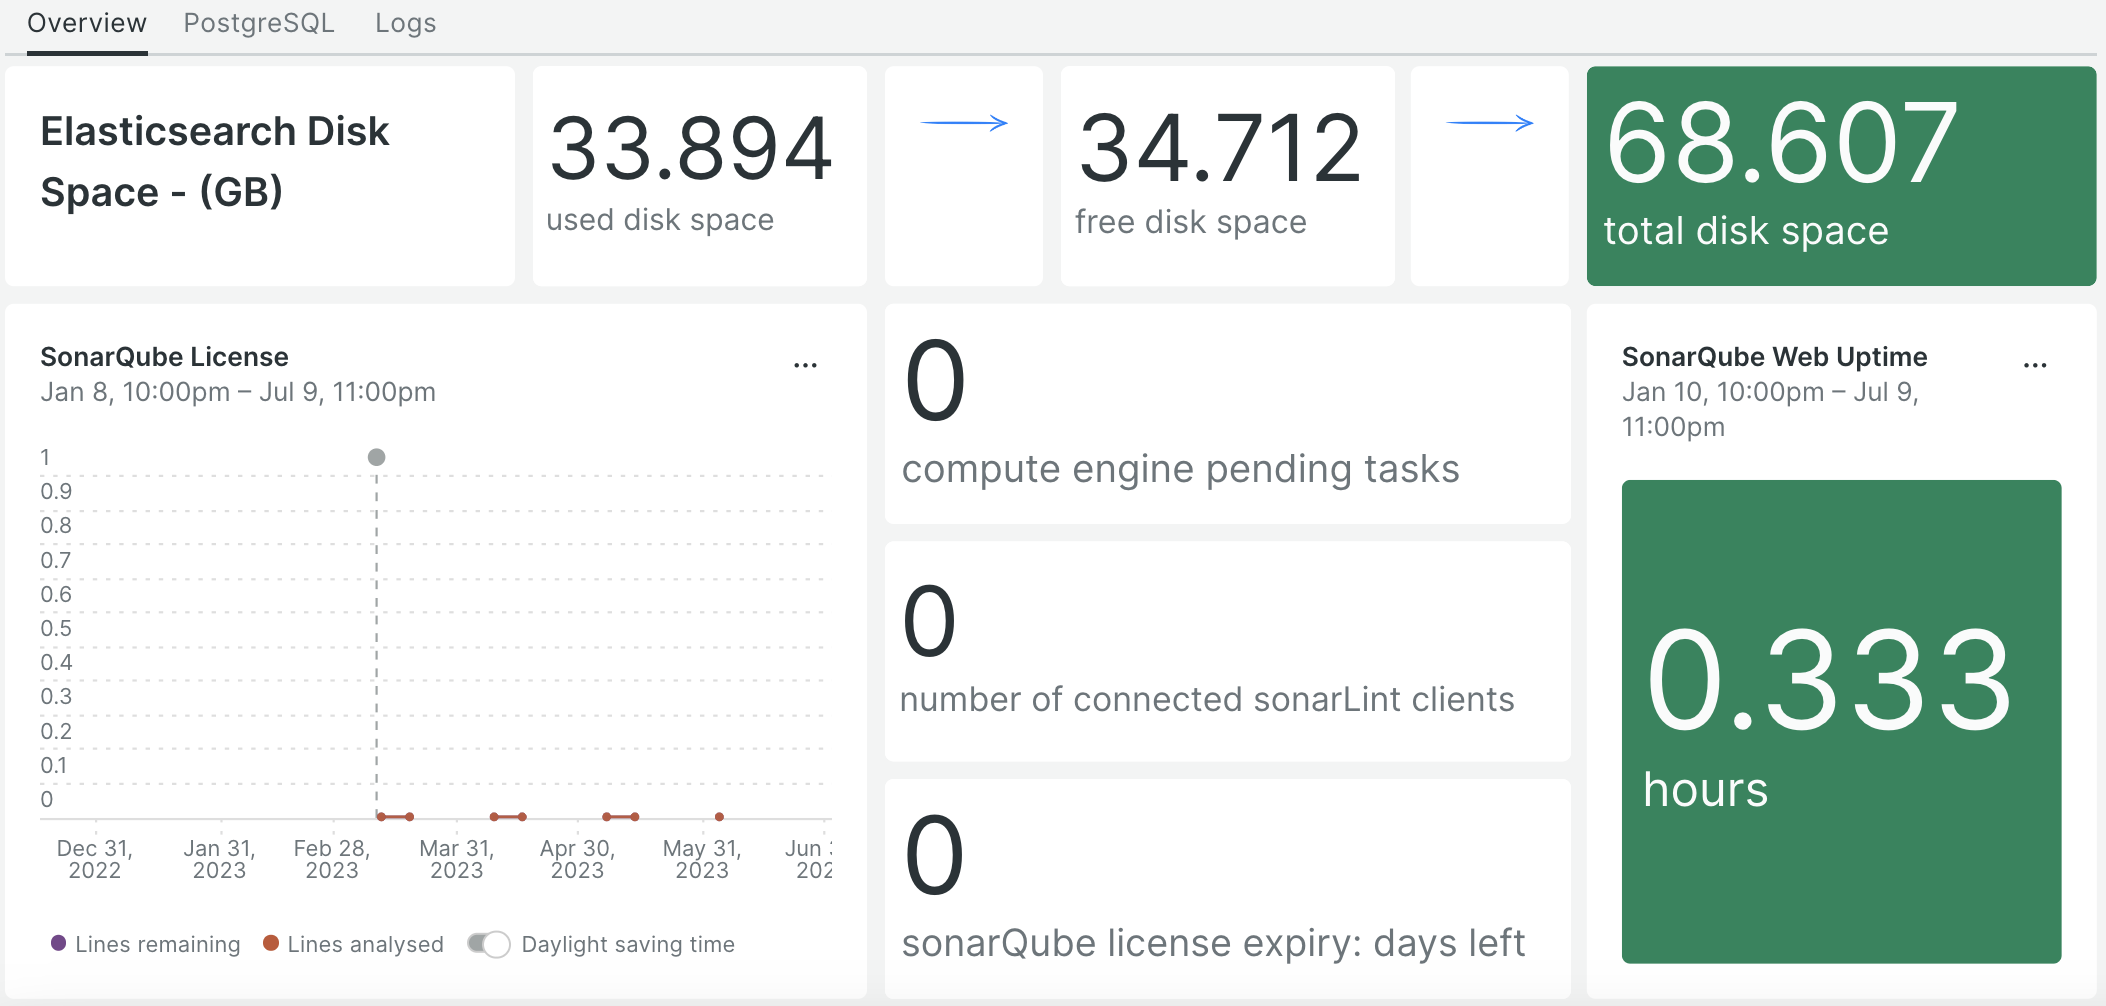 Overview PostgreSQL Logs
Elasticsearch Disk
Space - (GB)
33.894
used disk space
34.712
free disk space
68.607
total disk space
SonarQube License
Jan 8, 10:00pm – Jul 9, 11:00pm
1
0.9
0.8
0.7
0.6
0.5
0.4
0.3
0.2
0.1
0
Dec 31,
2022
Jan 31,
2023
Feb 28,
2023
Mar 31,
2023
Apr 30,
2023
May 31,
2023
Jun
Lines remaining Lines analysed Daylight saving time
0
compute engine pending tasks
0
number of connected sonarLint clients
0
sonarQube license expiry: days left
SonarQube Web Uptime
Jan 10, 10:00pm – Jul 9,
11:00pm
0.333
hours